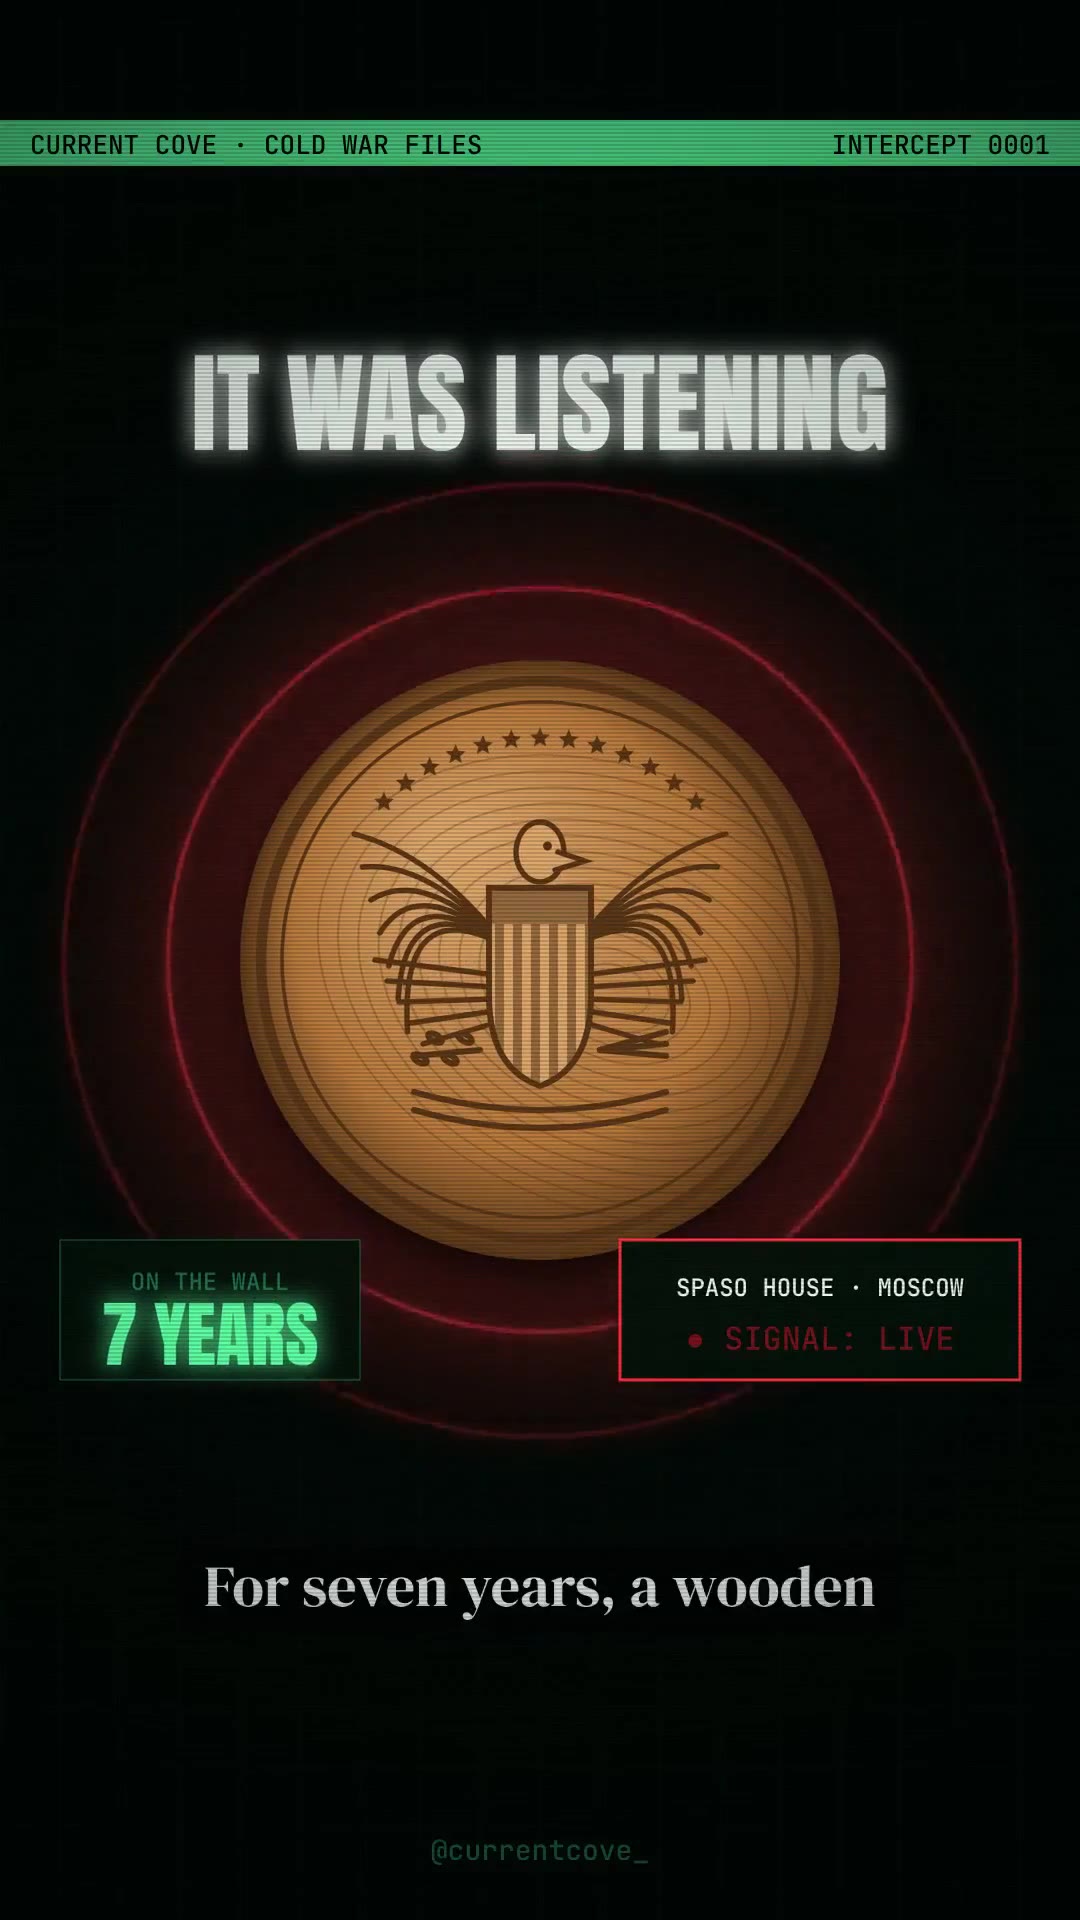 CURRENT COVE · COLD WAR FILES
INTERCEPT 0001
IT WAS LISTENING
ON THE WALL
7 YEARS
SPASO HOUSE · MOSCOW
● SIGNAL: LIVE
For seven years, a wooden
@currentcove_